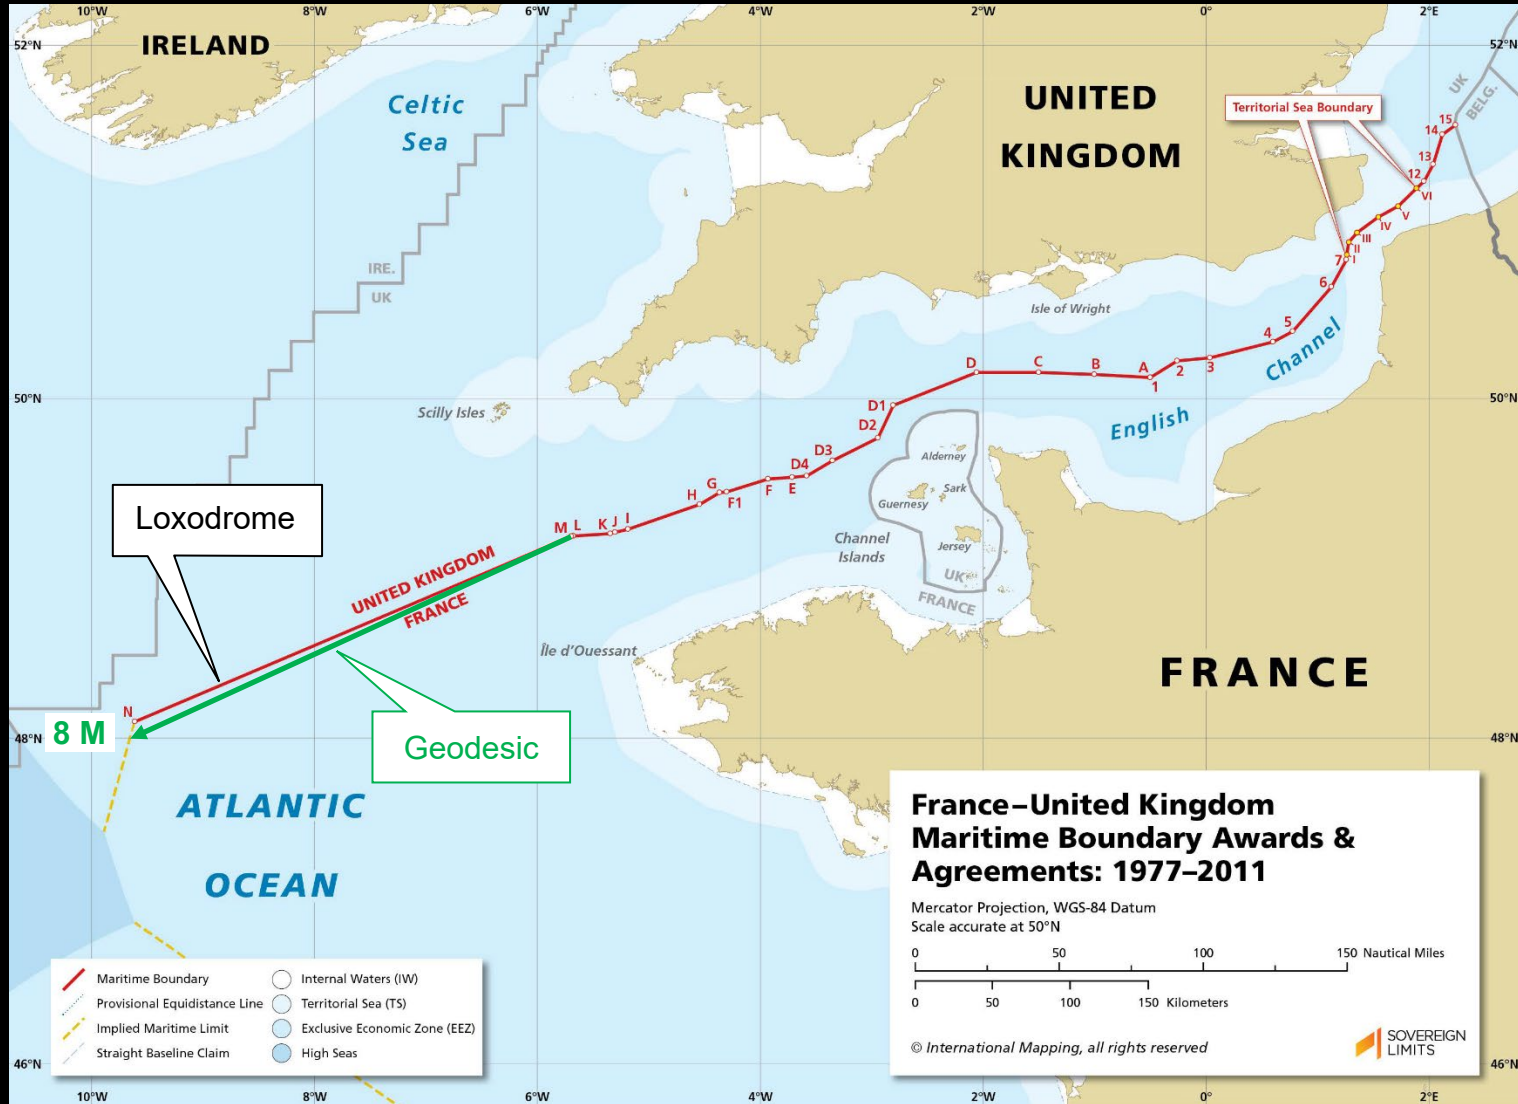 10°W
8°W
6°W
4°W
2°W
0°
2°E
52°N
52°N
IRELAND
Celtic
Sea
UNITED
KINGDOM
Territorial Sea Boundary
UK
BELG.
15
14
13
12
VI
V
IV
III
II
I
7
6
5
4
3
2
1
A
B
C
D
D1
D2
D3
D4
E
F
F1
G
H
I
J
K
L
M
N
IRE.
UK
Isle of Wright
English
Channel
50°N
50°N
Scilly Isles
Alderney
Sark
Guernesy
Jersey
Channel
Islands
UK
FRANCE
Loxodrome
UNITED KINGDOM
FRANCE
Île d'Ouessant
FRANCE
8 M
Geodesic
48°N
48°N
ATLANTIC
OCEAN
France–United Kingdom
Maritime Boundary Awards &
Agreements: 1977–2011
Mercator Projection, WGS-84 Datum
Scale accurate at 50°N
0 50 100 150 Nautical Miles
0 50 100 150 Kilometers
© International Mapping, all rights reserved
SOVEREIGN
LIMITS
Maritime Boundary
Provisional Equidistance Line
Implied Maritime Limit
Straight Baseline Claim
Internal Waters (IW)
Territorial Sea (TS)
Exclusive Economic Zone (EEZ)
High Seas
46°N
46°N
10°W
8°W
6°W
4°W
2°W
0°
2°E